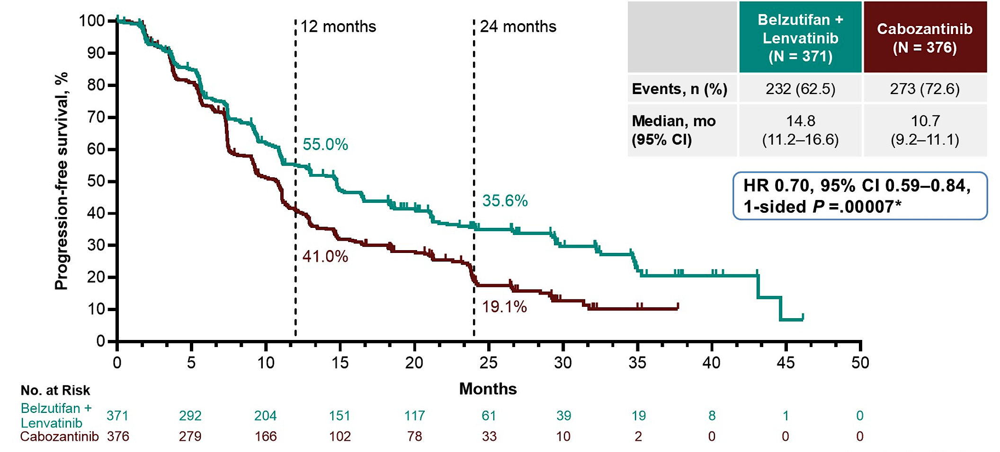 Belzutifan +
Lenvatinib
(N = 371)
Cabozantinib
(N = 376)
Events, n (%)
232 (62.5)
273 (72.6)
Median, mo
(95% CI)
14.8
(11.2–16.6)
10.7
(9.2–11.1)
HR 0.70, 95% CI 0.59–0.84,
1-sided P =.00007*
Progression-free survival, %
100
90
80
70
60
50
40
30
20
10
0
12 months
24 months
55.0%
41.0%
35.6%
19.1%
0 5 10 15 20 25 30 35 40 45 50
Months
No. at Risk
Belzutifan +
Lenvatinib
371 292 204 151 117 61 39 19 8 1 0
Cabozantinib 376 279 166 102 78 33 10 2 0 0 0